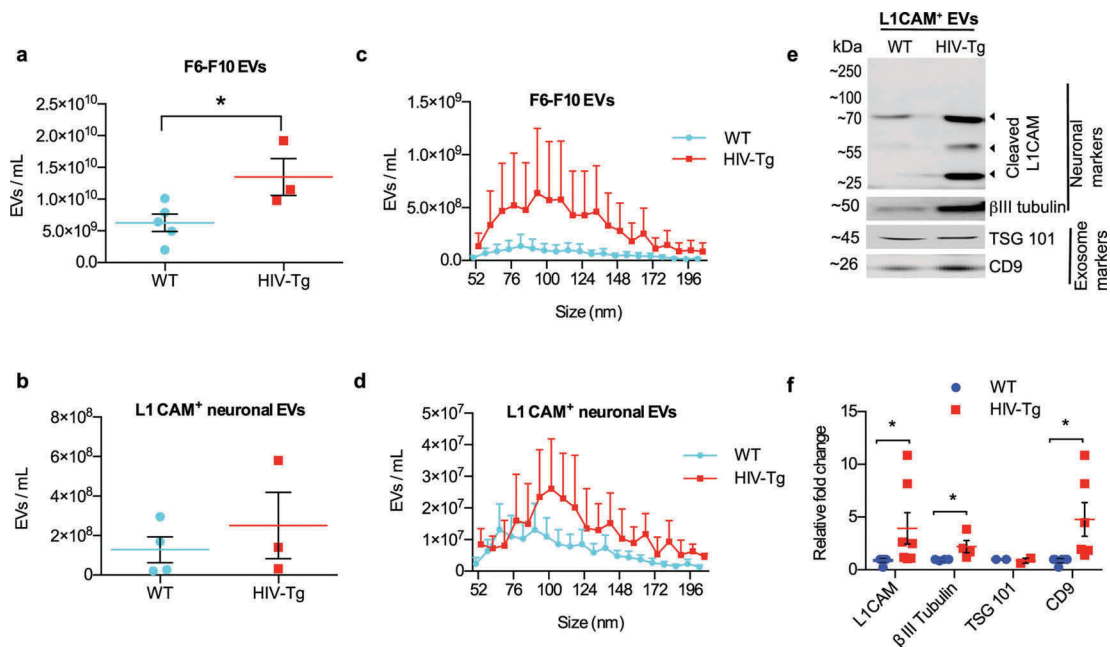 a
F6-F10 EVs
2.5×10¹⁰
2.0×10¹⁰
1.5×10¹⁰
1.0×10¹⁰
5.0×10⁹
0.0
EVs / mL
*
WT
HIV-Tg
b
L1 CAM⁺ neuronal EVs
8×10⁸
6×10⁸
4×10⁸
2×10⁸
0
EVs / mL
WT
HIV-Tg
c
F6-F10 EVs
1.5×10⁹
1.0×10⁹
5.0×10⁸
0.0
EVs / mL
WT
HIV-Tg
52 76 100 124 148 172 196
Size (nm)
d
L1 CAM⁺ neuronal EVs
5×10⁷
4×10⁷
3×10⁷
2×10⁷
1×10⁷
0
EVs / mL
WT
HIV-Tg
52 76 100 124 148 172 196
Size (nm)
e
L1CAM⁺ EVs
kDa WT HIV-Tg
~250
~100
~70
~55
~25
~50
~45
~26
Cleaved
L1CAM
βIII tubulin
TSG 101
CD9
Neuronal
markers
Exosome
markers
f
WT
HIV-Tg
15
10
5
0
Relative fold change
*
*
*
L1CAM
β III Tubulin
TSG 101
CD9